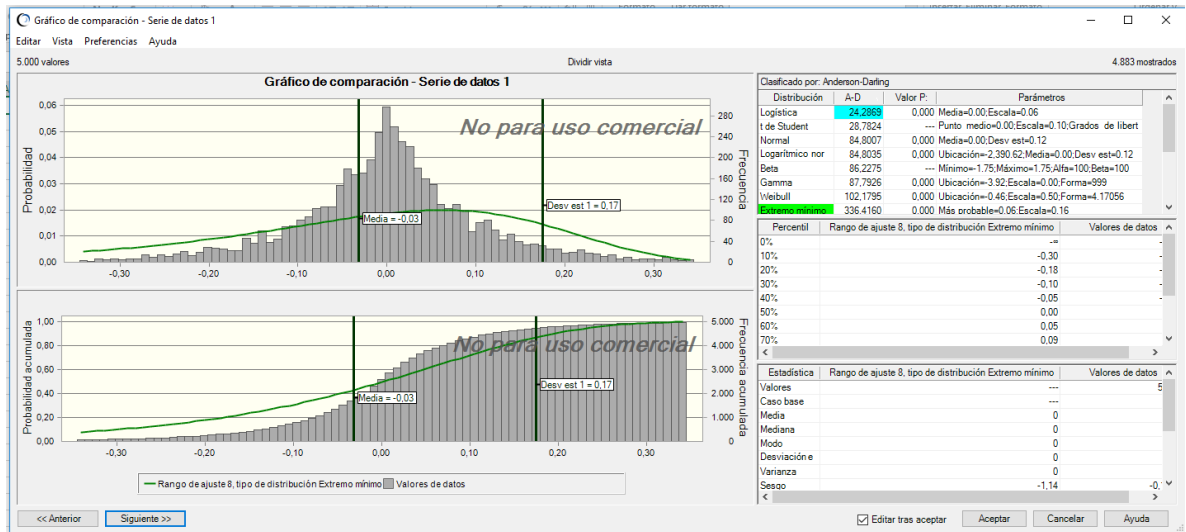 Gráfico de comparación - Serie de datos 1
Editar Vista Preferencias Ayuda
5.000 valores
Dividir vista
4.883 mostrados
Gráfico de comparación - Serie de datos 1
No para uso comercial
Probabilidad
0,06
0,05
0,04
0,03
0,02
0,01
0,00
Frecuencia
280
240
200
160
120
80
40
0
Media = -0,03
Desv est 1 = 0,17
-0,30 -0,20 -0,10 0,00 0,10 0,20 0,30
No para uso comercial
Probabilidad acumulada
1,00
0,80
0,60
0,40
0,20
0,00
Frecuencia acumulada
5.000
4.000
3.000
2.000
1.000
0
Media = -0,03
Desv est 1 = 0,17
-0,30 -0,20 -0,10 0,00 0,10 0,20 0,30
Rango de ajuste 8, tipo de distribución Extremo mínimo Valores de datos
Clasificado por: Anderson-Darling
Distribución A-D Valor P: Parámetros
Logística 24,2869 0,000 Media=0.00;Escala=0.06
t de Student 28,7824 --- Punto medio=0.00;Escala=0.10;Grados de libert
Normal 84,8007 0,000 Media=0.00;Desv est=0.12
Logarítmico nor 84,8035 0,000 Ubicación=-2,390.62;Media=0.00;Desv est=0.12
Beta 86,2275 --- Mínimo=-1.75;Máximo=1.75;Alfa=100;Beta=100
Gamma 87,7926 0,000 Ubicación=-3.92;Escala=0.00;Forma=999
Weibull 102,1795 0,000 Ubicación=-0.46;Escala=0.50;Forma=4.17056
Extremo mínimo 336,4160 0,000 Más probable=0.06;Escala=0.16
Percentil Rango de ajuste 8, tipo de distribución Extremo mínimo Valores de datos
0% -∞ -
10% -0,30 -
20% -0,18 -
30% -0,10 -
40% -0,05 -
50% 0,00
60% 0,05
70% 0,09
Estadística Rango de ajuste 8, tipo de distribución Extremo mínimo Valores de datos
Valores --- 5
Caso base ---
Media 0
Mediana 0
Modo 0
Desviación e 0
Varianza 0
Sesgo -1,14 -0,
<< Anterior
Siguiente >>
Editar tras aceptar
Aceptar
Cancelar
Ayuda